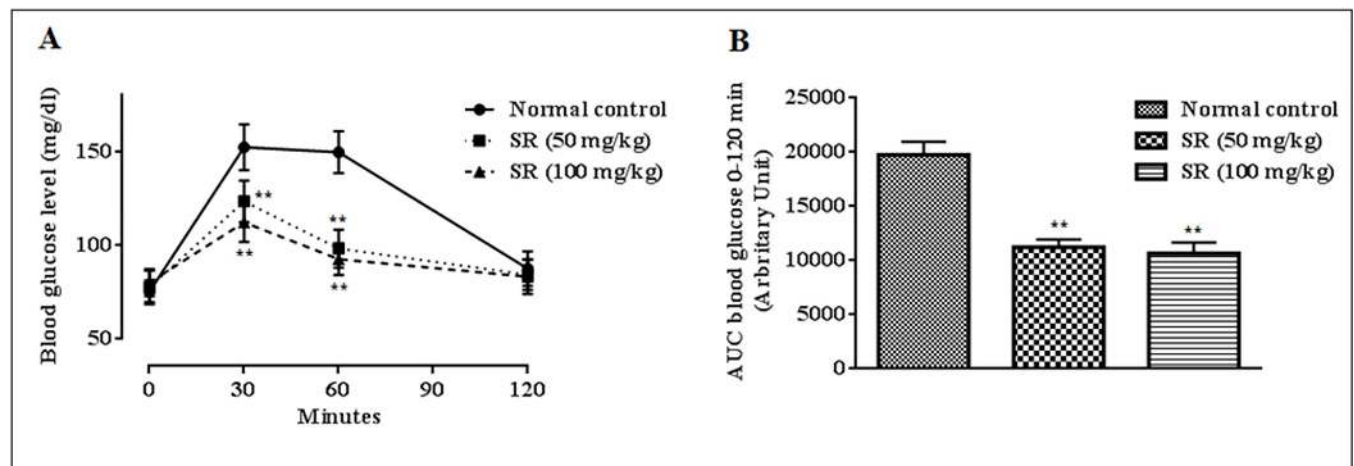 A
Blood glucose level (mg/dl)
150
100
50
0 30 60 90 120
Minutes
Normal control
SR (50 mg/kg)
SR (100 mg/kg)
**
**
**
**
B
AUC blood glucose 0-120 min
(Arbritary Unit)
25000
20000
15000
10000
5000
0
Normal control
SR (50 mg/kg)
SR (100 mg/kg)
**
**